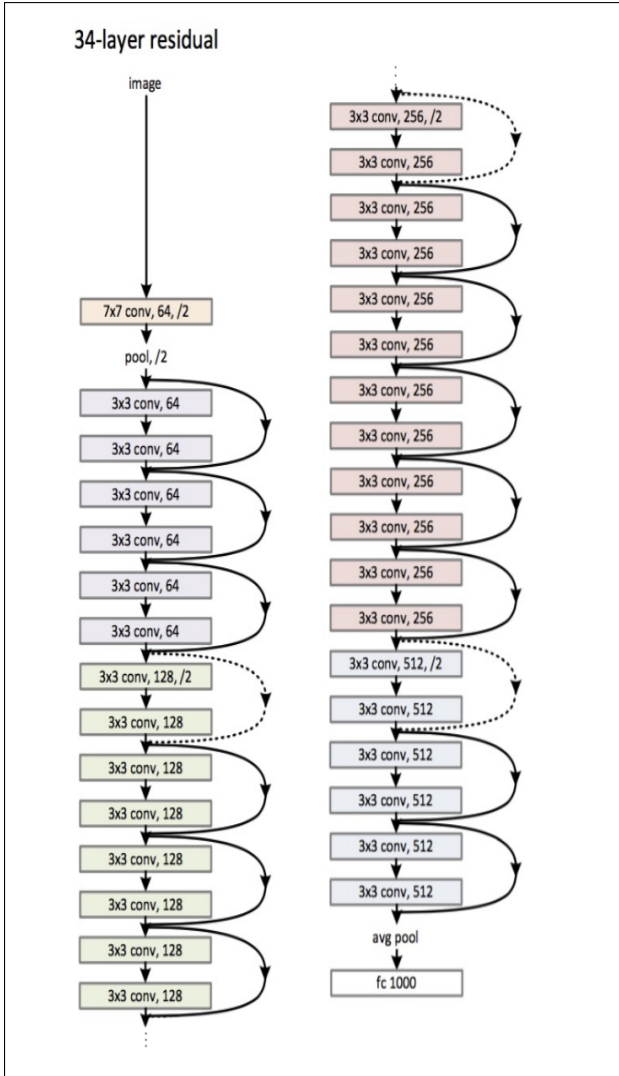 34-layer residual
image
7x7 conv, 64, /2
pool, /2
3x3 conv, 64
3x3 conv, 64
3x3 conv, 64
3x3 conv, 64
3x3 conv, 64
3x3 conv, 64
3x3 conv, 128, /2
3x3 conv, 128
3x3 conv, 128
3x3 conv, 128
3x3 conv, 128
3x3 conv, 128
3x3 conv, 128
3x3 conv, 128
3x3 conv, 256, /2
3x3 conv, 256
3x3 conv, 256
3x3 conv, 256
3x3 conv, 256
3x3 conv, 256
3x3 conv, 256
3x3 conv, 256
3x3 conv, 256
3x3 conv, 256
3x3 conv, 256
3x3 conv, 256
3x3 conv, 512, /2
3x3 conv, 512
3x3 conv, 512
3x3 conv, 512
3x3 conv, 512
3x3 conv, 512
avg pool
fc 1000